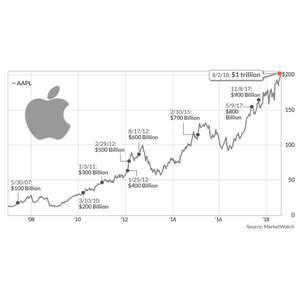 8/2/18: $1 trillion
AAPL
$200
11/8/17:
$900 Billion
8/17/12:
$600 Billion
2/10/15:
$700 Billion
5/9/17:
$800
Billion
150
2/29/12:
$500 Billion
1/3/11:
$300 Billion
100
5/30/07:
$100 Billion
1/25/12:
$400 Billion
50
3/10/10:
$200 Billion
0
'08
'10
'12
'14
'16
'18
Source: MarketWatch